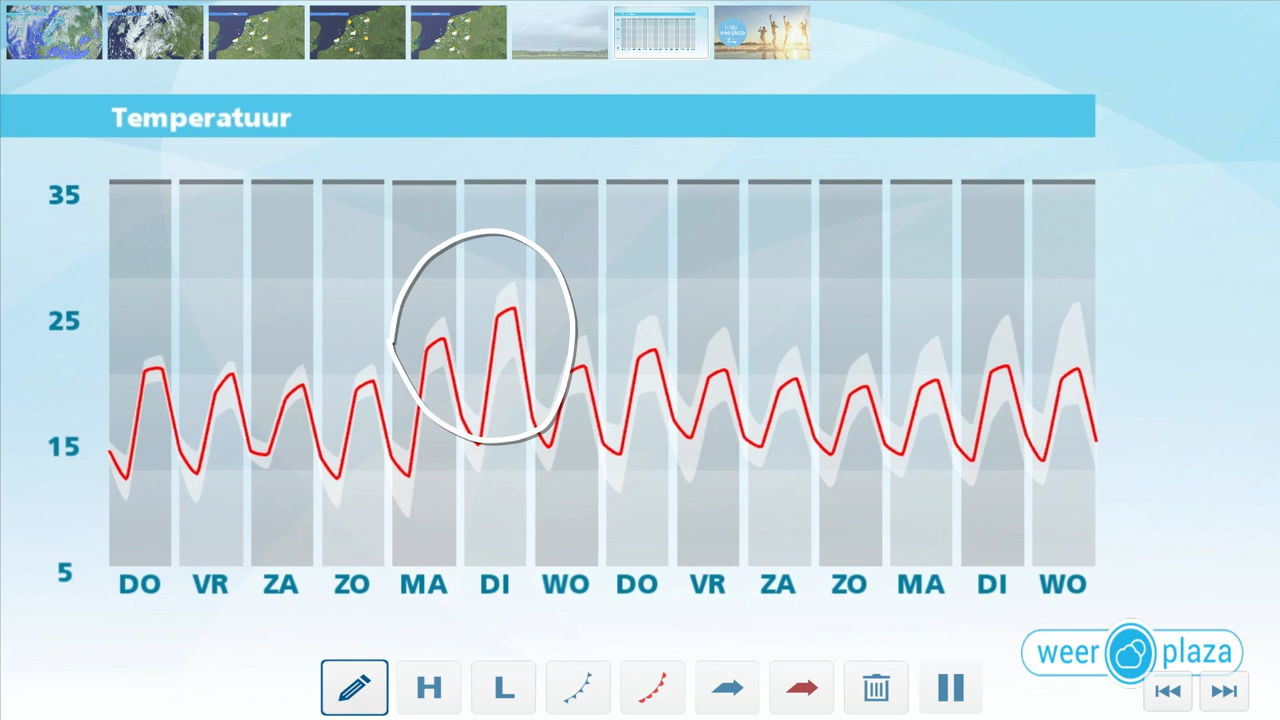 Temperatuur
35
25
15
5
DO VR ZA ZO MA DI WO DO VR ZA ZO MA DI WO
weer plaza
H L